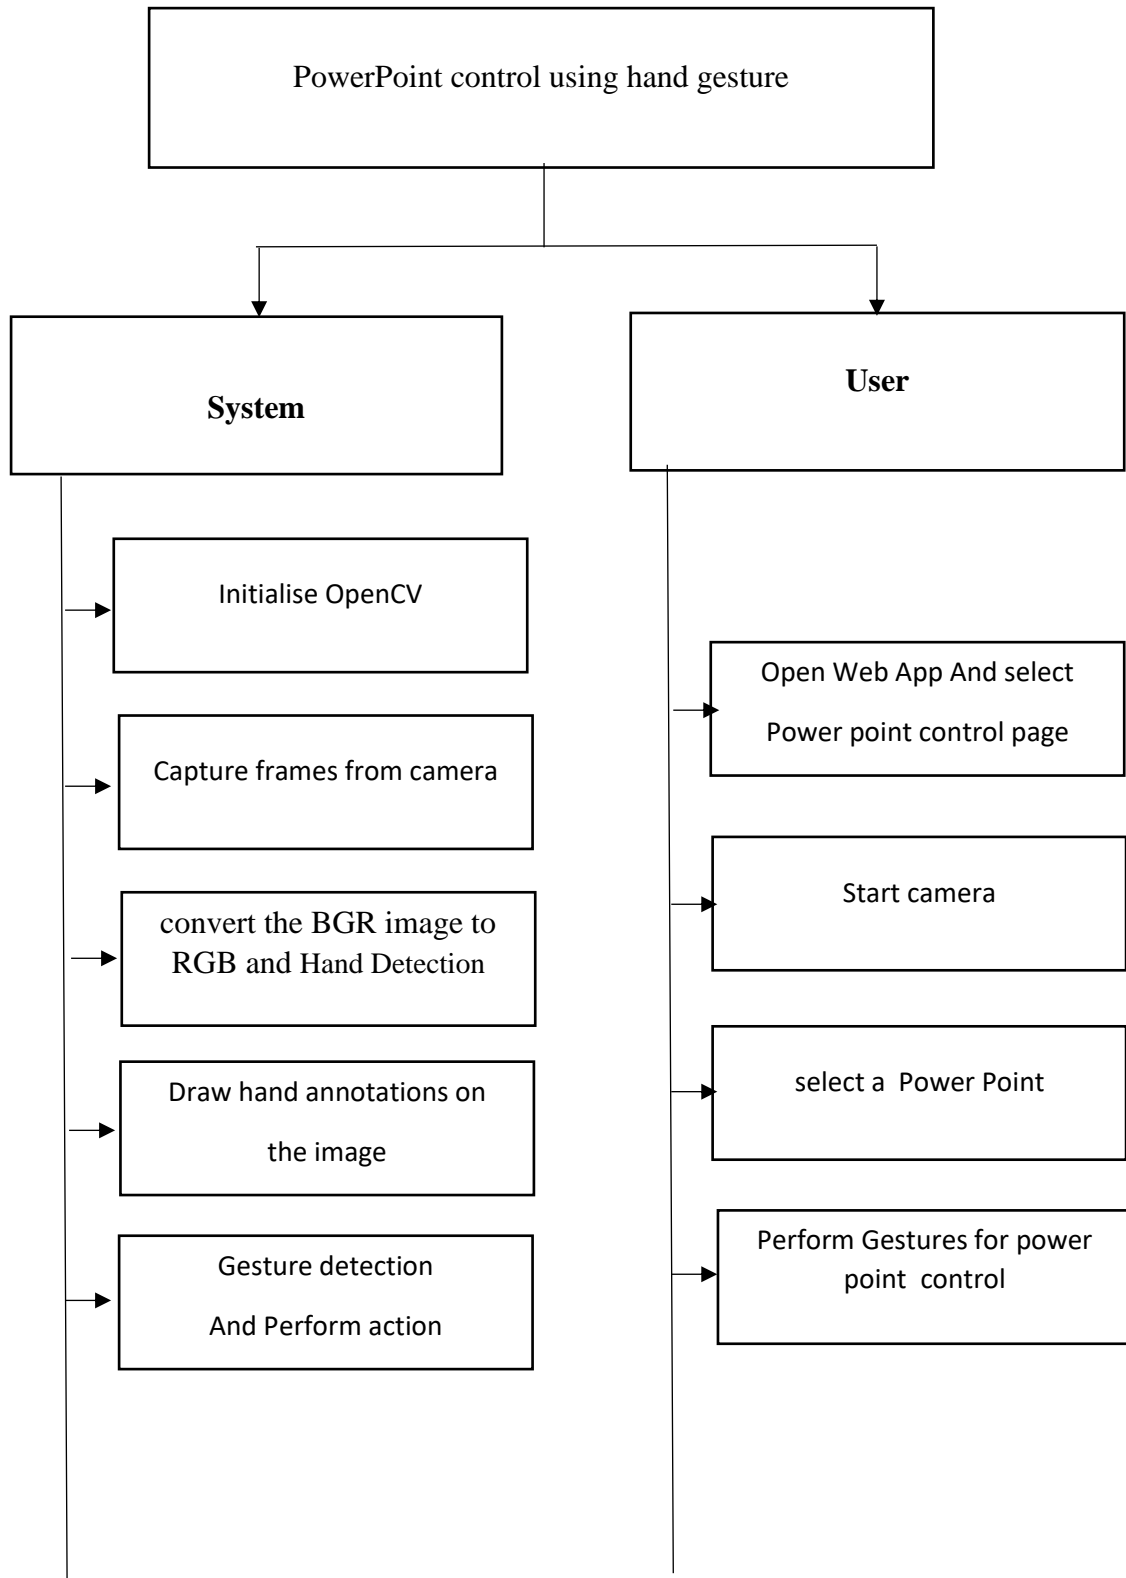 PowerPoint control using hand gesture
System
Initialise OpenCV
Capture frames from camera
convert the BGR image to
RGB and Hand Detection
Draw hand annotations on
the image
Gesture detection
And Perform action
User
Open Web App And select
Power point control page
Start camera
select a  Power Point
Perform Gestures for power
point  control